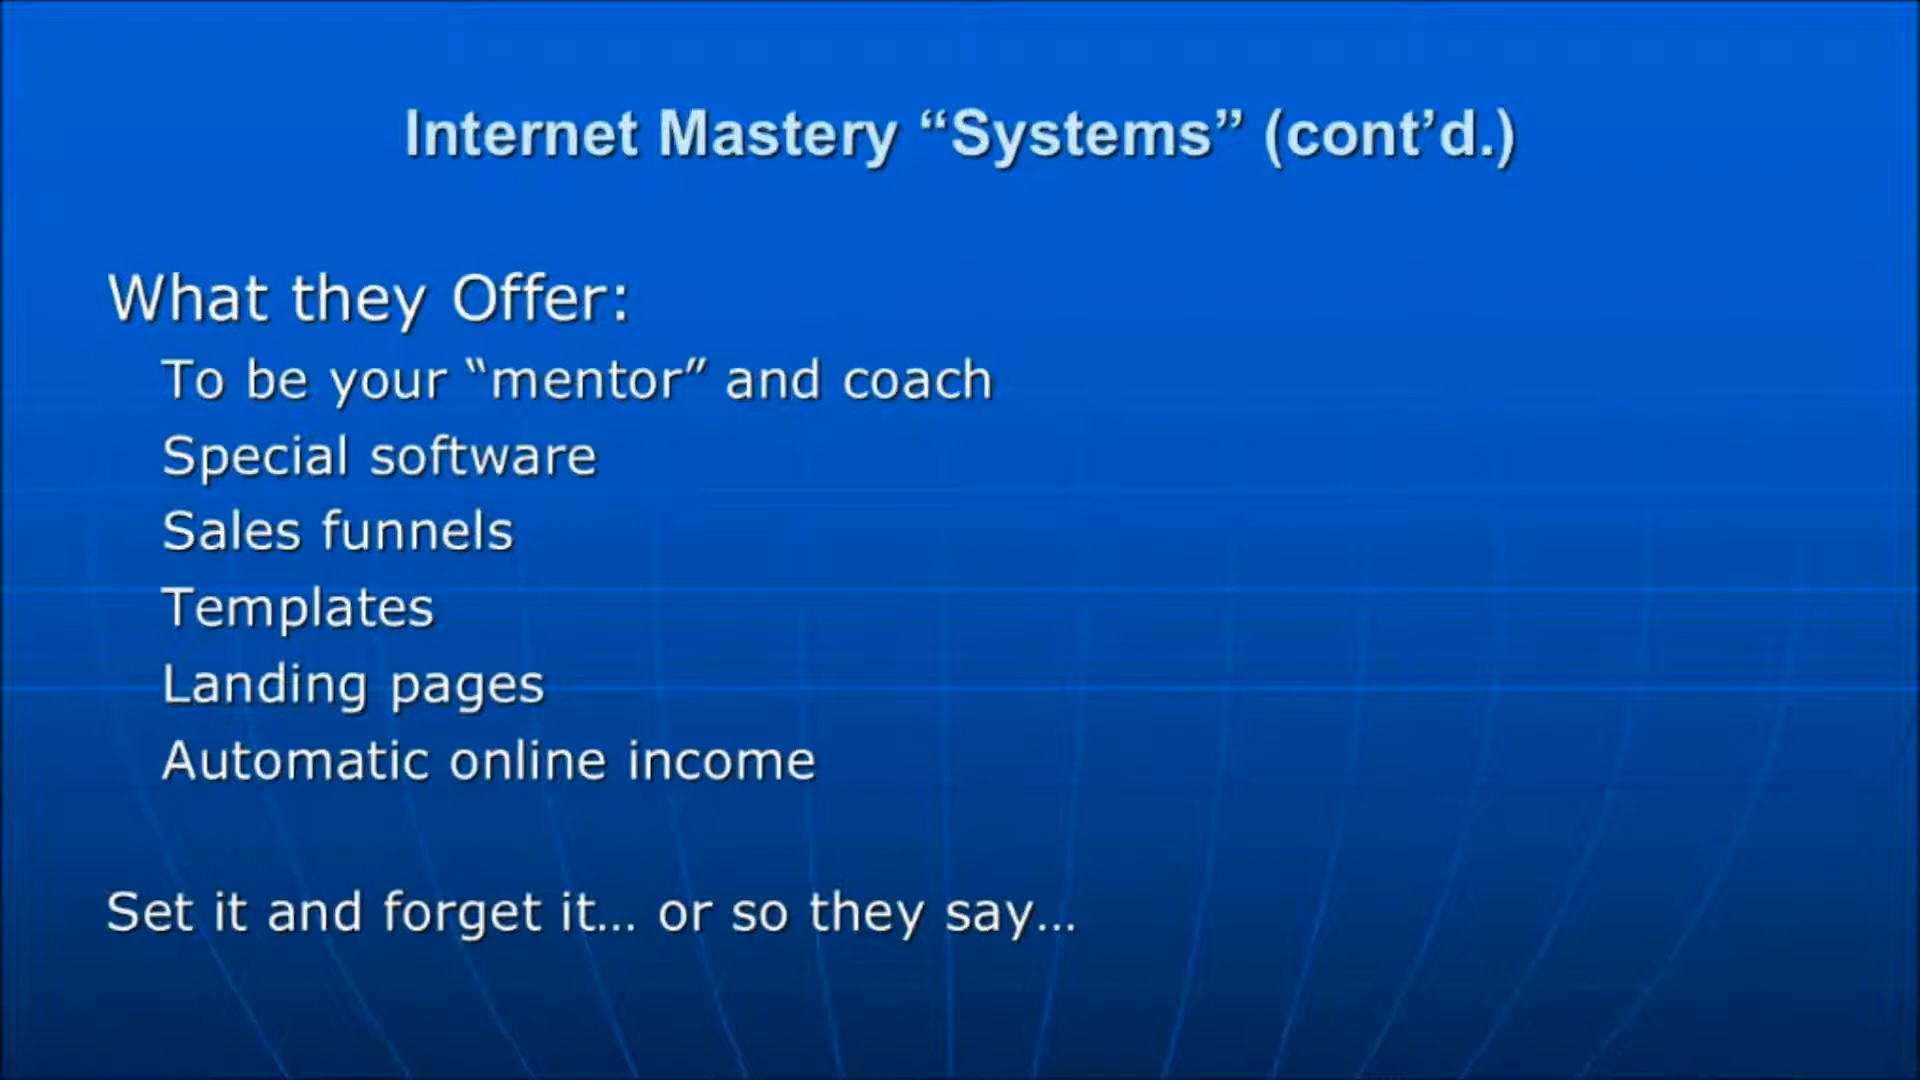 Internet Mastery “Systems” (cont’d.)
What they Offer:
To be your “mentor” and coach
Special software
Sales funnels
Templates
Landing pages
Automatic online income
Set it and forget it… or so they say…